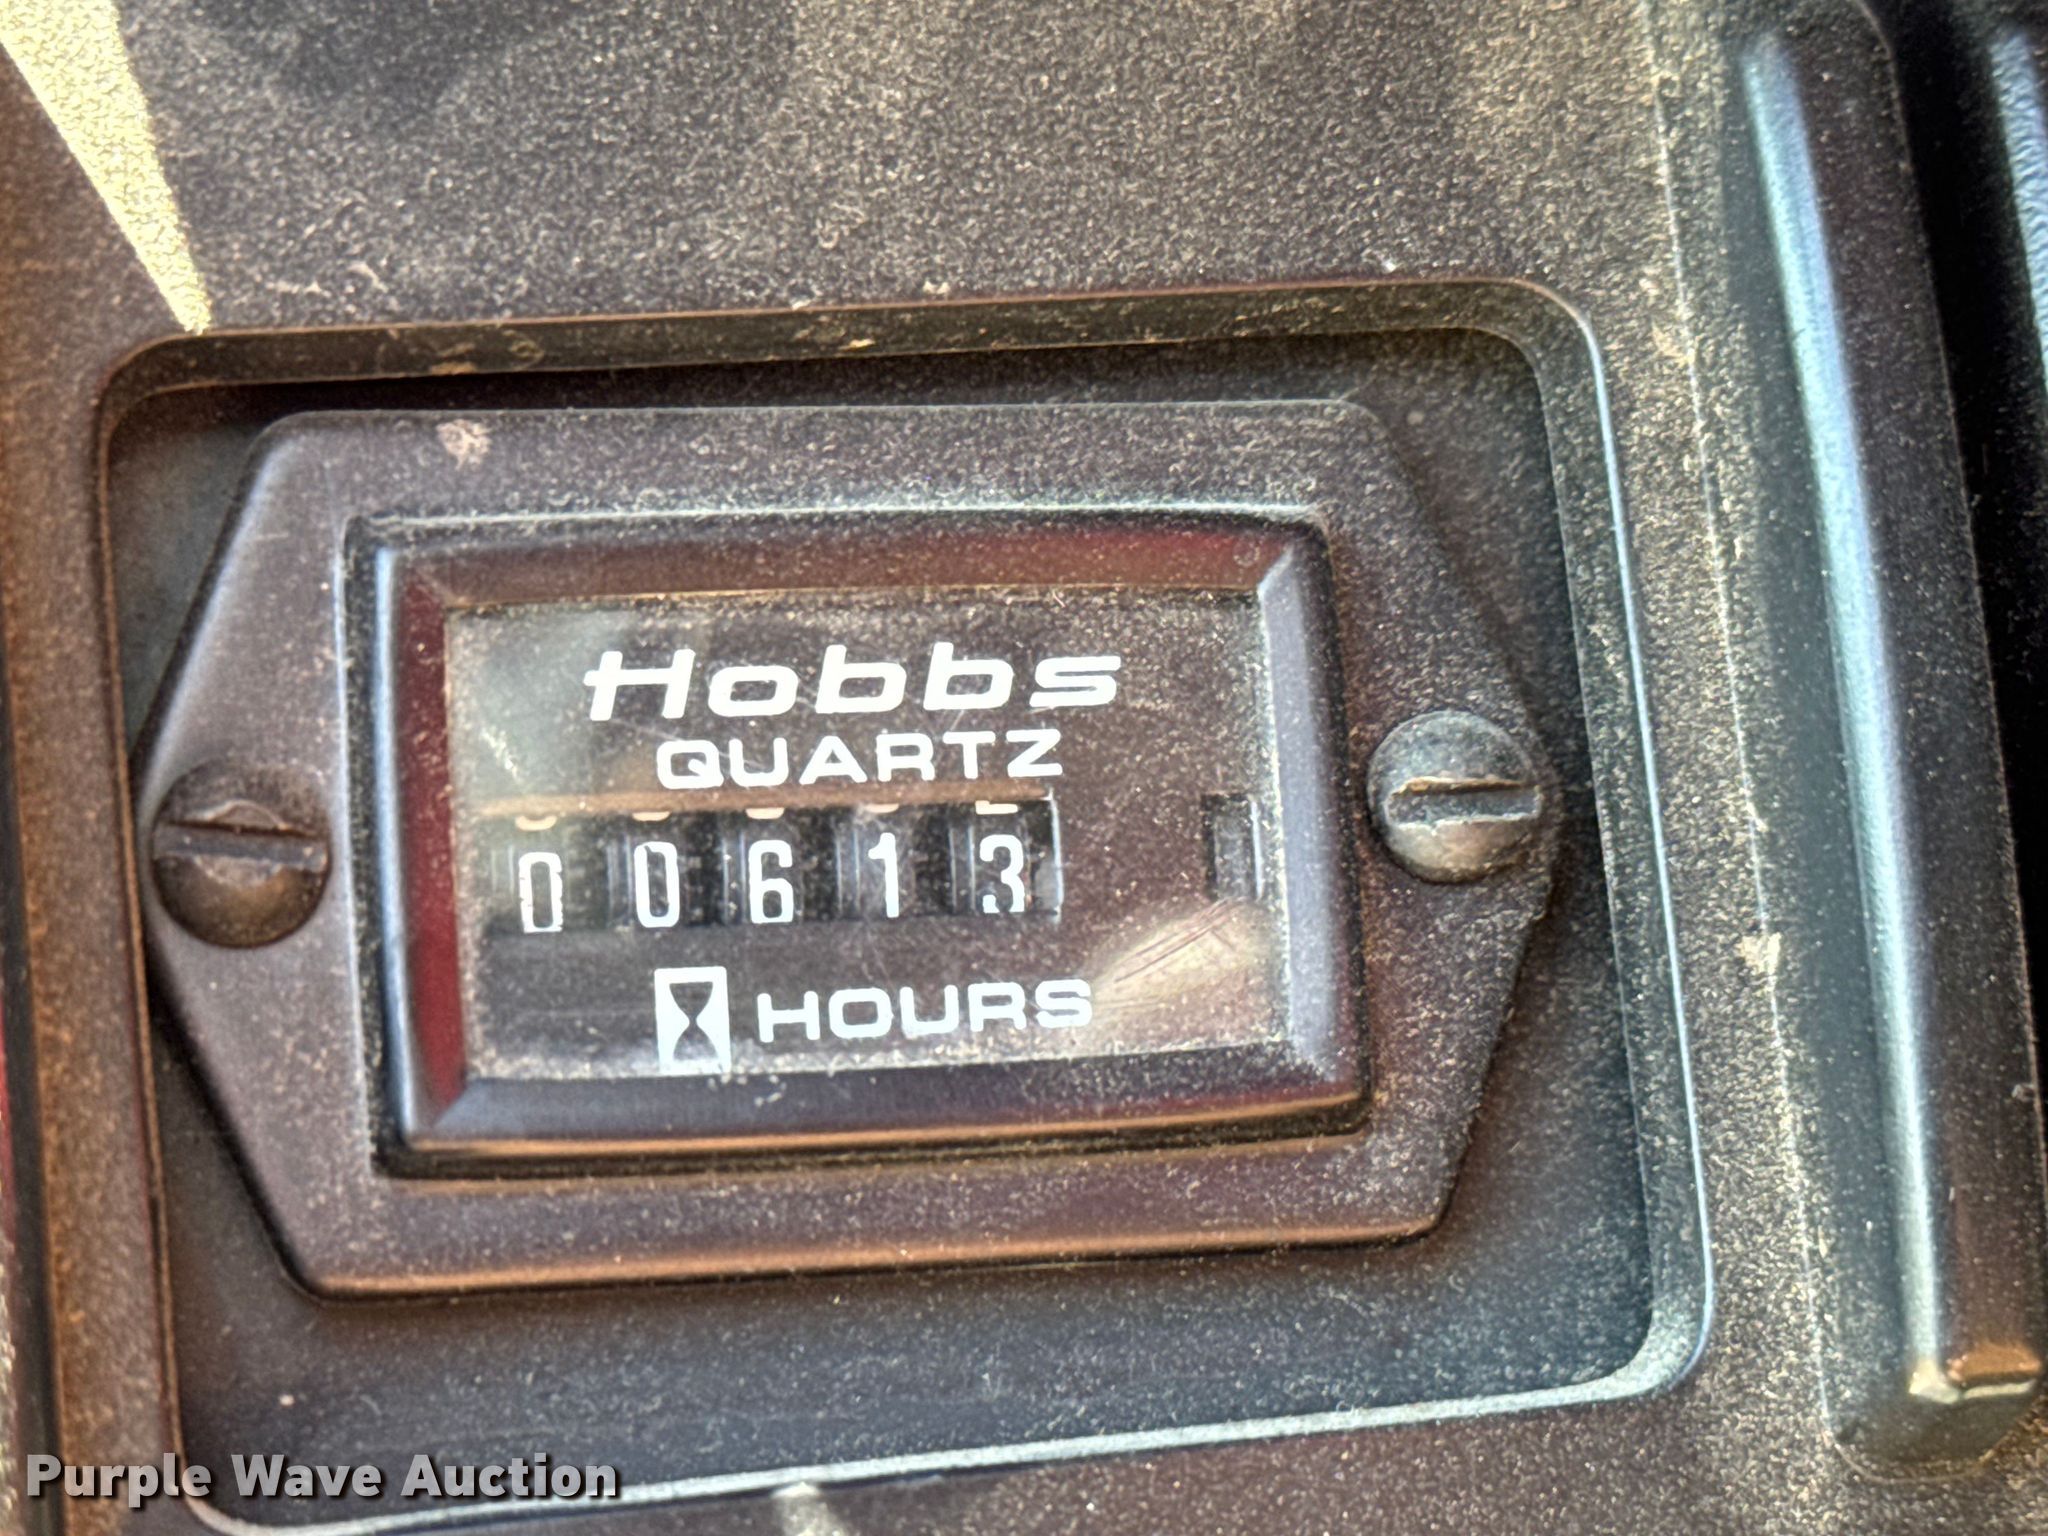 Hobbs
QUARTZ
00613
HOURS
Purple Wave Auction